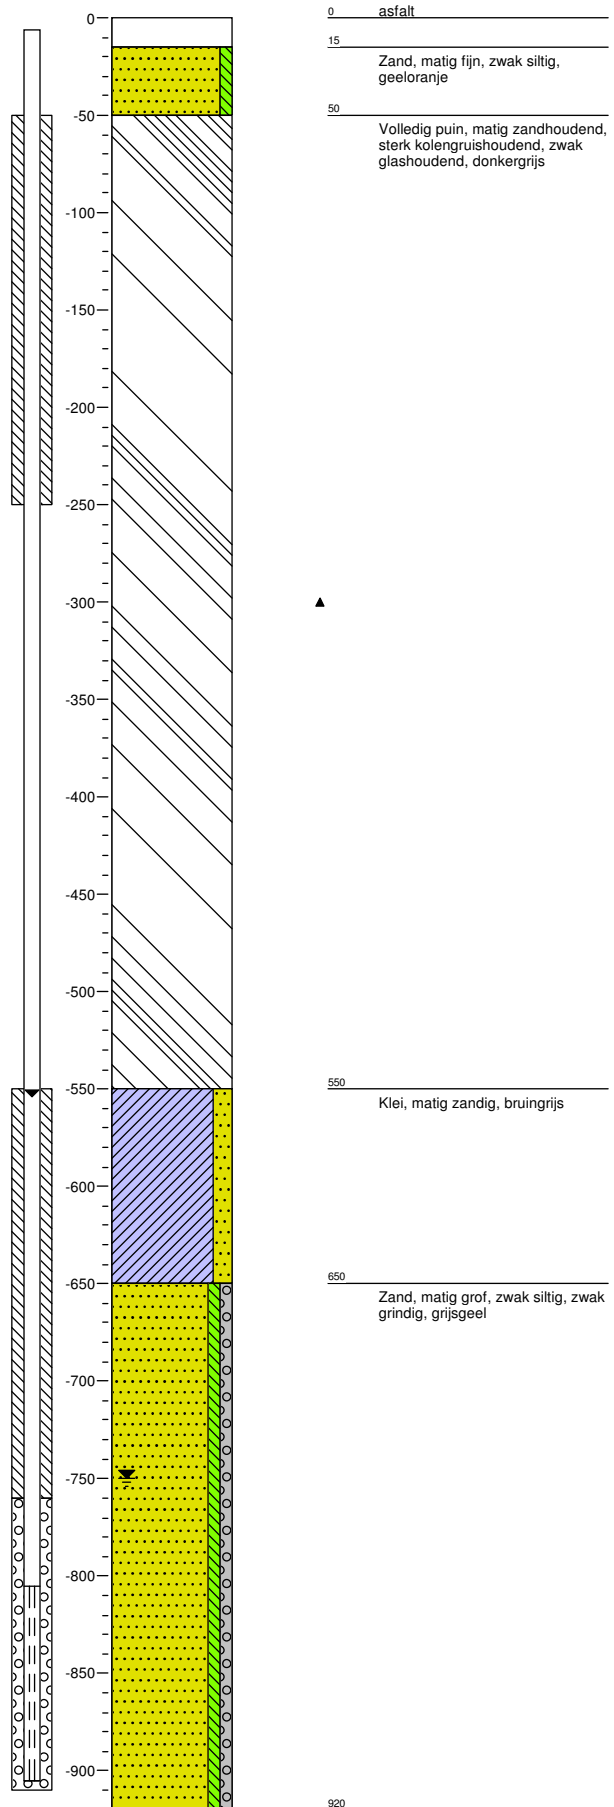 0
-50
-100
-150
-200
-250
-300
-350
-400
-450
-500
-550
-600
-650
-700
-750
-800
-850
-900
0
asfalt
15
Zand, matig fijn, zwak siltig,
geeloranje
50
Volledig puin, matig zandhoudend,
sterk kolengruishoudend, zwak
glashoudend, donkergrijs
550
Klei, matig zandig, bruingrijs
650
Zand, matig grof, zwak siltig, zwak
grindig, grijsgeel
920